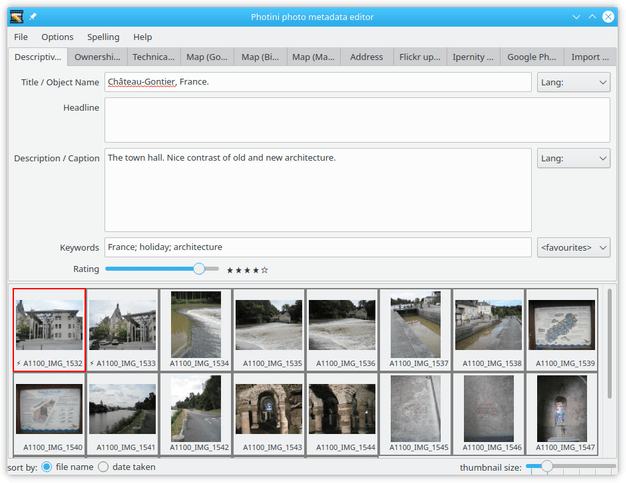 Photini photo metadata editor
File Options Spelling Help
Descriptiv... Ownershi... Technica... Map (Go... Map (Bi... Map (Ma... Address Flickr up... Ipernity ... Google Ph... Import ...
Title / Object Name Château-Gontier, France. Lang:
Headline
Description / Caption The town hall. Nice contrast of old and new architecture. Lang:
Keywords France; holiday; architecture <favourites>
Rating ★★★★☆
⚡ A1100_IMG_1532 ⚡ A1100_IMG_1533 A1100_IMG_1534 A1100_IMG_1535 A1100_IMG_1536 A1100_IMG_1537 A1100_IMG_1538 A1100_IMG_1539
A1100_IMG_1540 A1100_IMG_1541 A1100_IMG_1542 A1100_IMG_1543 A1100_IMG_1544 A1100_IMG_1545 A1100_IMG_1546 A1100_IMG_1547
sort by: file name date taken thumbnail size: